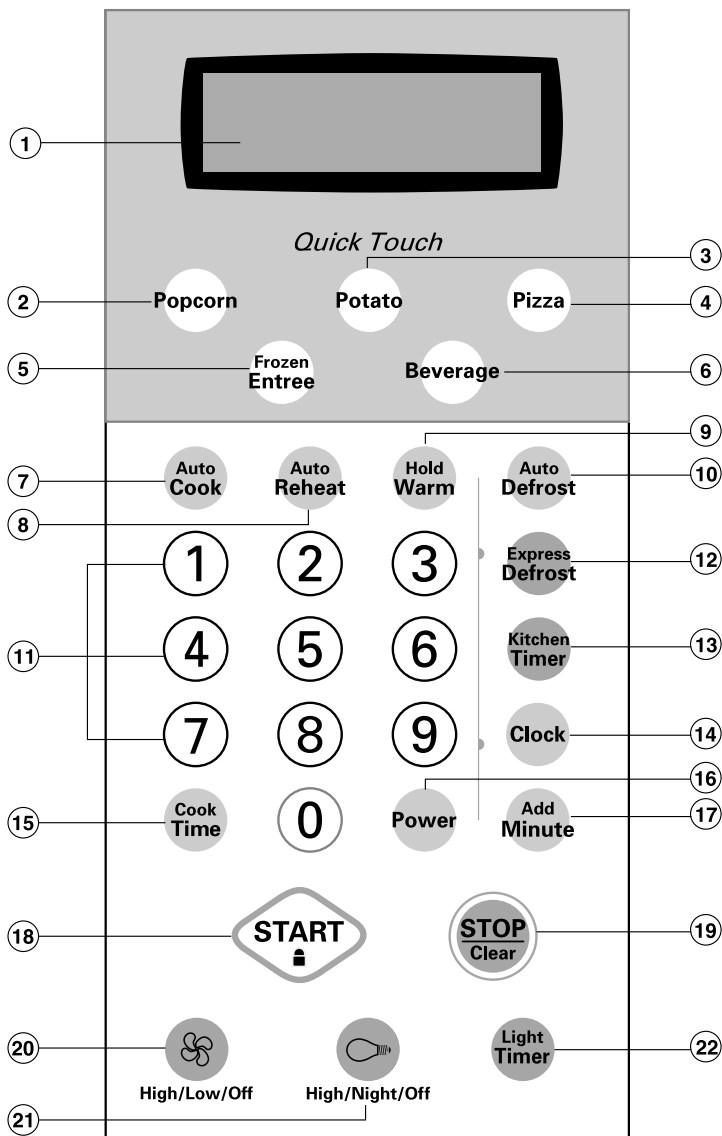 1
Quick Touch
3
2
Popcorn
Potato
Pizza
4
5
Frozen
Entree
Beverage
6
9
7
Auto
Cook
Auto
Reheat
Hold
Warm
Auto
Defrost
10
8
1
2
3
Express
Defrost
12
11
4
5
6
Kitchen
Timer
13
7
8
9
Clock
14
16
15
Cook
Time
0
Power
Add
Minute
17
18
START
STOP
Clear
19
20
High/Low/Off
High/Night/Off
Light
Timer
22
21